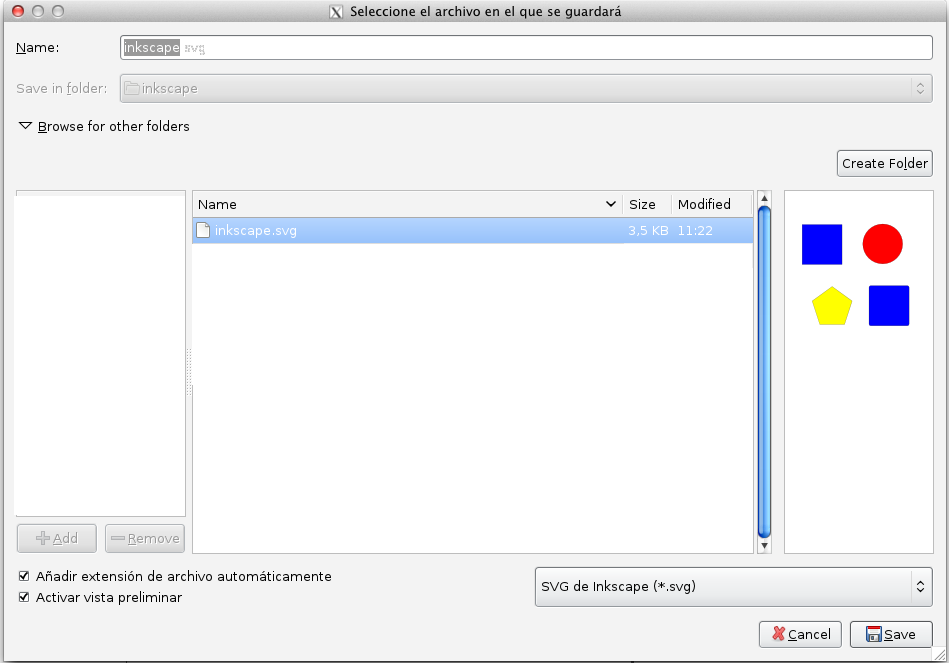 Seleccione el archivo en el que se guardará
Name: inkscape.svg
Save in folder: inkscape
Browse for other folders
Create Folder
Name Size Modified
inkscape.svg 3,5 KB 11:22
Add Remove
Añadir extensión de archivo automáticamente
Activar vista preliminar
SVG de Inkscape (*.svg)
Cancel Save